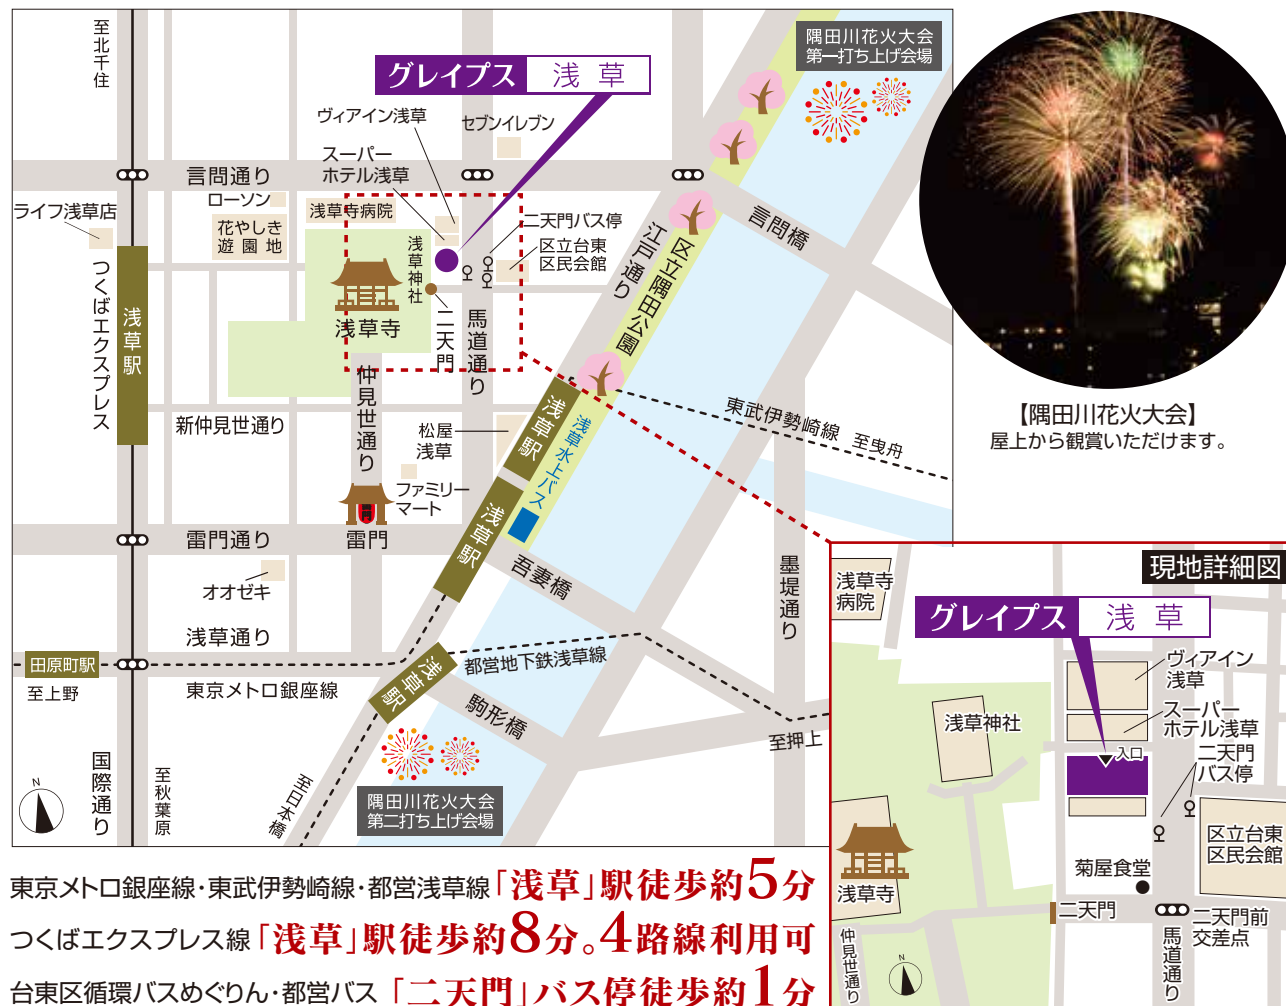 至北千住
グレイプス 浅草
隅田川花火大会
第一打ち上げ会場
ヴィアイン浅草
セブンイレブン
スーパー
ホテル浅草
言問通り
ローソン
ライフ浅草店
花やしき
遊園地
浅草寺病院
二天門バス停
区立台東
区民会館
浅草神社
言問橋
江戸通り
区立隅田公園
つくばエクスプレス
浅草駅
浅草寺
二天門
馬道通り
仲見世通り
新仲見世通り
松屋
浅草
浅草駅
浅草水上バス
東武伊勢崎線 至曳舟
ファミリー
マート
雷門通り
雷門
浅草駅
吾妻橋
墨堤通り
オオゼキ
浅草通り
田原町駅
至上野
東京メトロ銀座線
浅草駅
都営地下鉄浅草線
駒形橋
至押上
国際通り
至秋葉原
至日本橋
隅田川花火大会
第二打ち上げ会場
N
【隅田川花火大会】
屋上から観賞いただけます。
現地詳細図
浅草寺
病院
グレイプス 浅草
ヴィアイン
浅草
スーパー
ホテル浅草
浅草神社
入口
二天門
バス停
区立台東
区民会館
菊屋食堂
浅草寺
二天門
二天門前
交差点
仲見世通り
馬道通り
N
東京メトロ銀座線・東武伊勢崎線・都営浅草線「浅草」駅徒歩約5分
つくばエクスプレス線「浅草」駅徒歩約8分。4路線利用可
台東区循環バスめぐりん・都営バス「二天門」バス停徒歩約1分